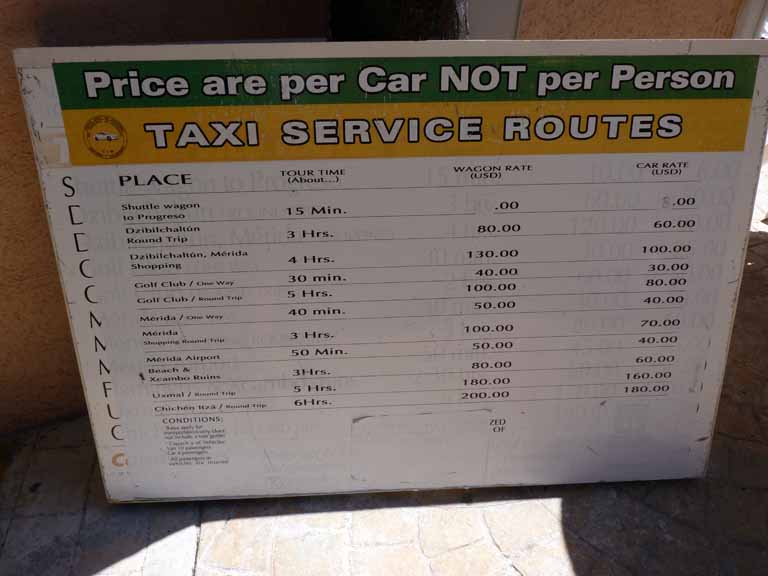 Price are per Car NOT per Person
TAXI SERVICE ROUTES
PLACE TOUR TIME (About...) WAGON RATE (USD) CAR RATE (USD)
Shuttle wagon to Progreso 15 Min. .00 8.00
Dzibilchaltún Round Trip 3 Hrs. 80.00 60.00
Dzibilchaltún, Mérida Shopping 4 Hrs. 130.00 100.00
Golf Club / One Way 30 min. 40.00 30.00
Golf Club / Round Trip 5 Hrs. 100.00 80.00
Mérida / One Way 40 min. 50.00 40.00
Mérida Shopping Round Trip 3 Hrs. 100.00 70.00
Mérida Airport 50 Min. 50.00 40.00
Beach & Xcambo Ruins 3Hrs. 80.00 60.00
Uxmal / Round Trip 5 Hrs. 180.00 160.00
Chichén Itza / Round Trip 6Hrs. 200.00 180.00
CONDITIONS:
ZED
OF
S
D
D
G
M
F
U
C